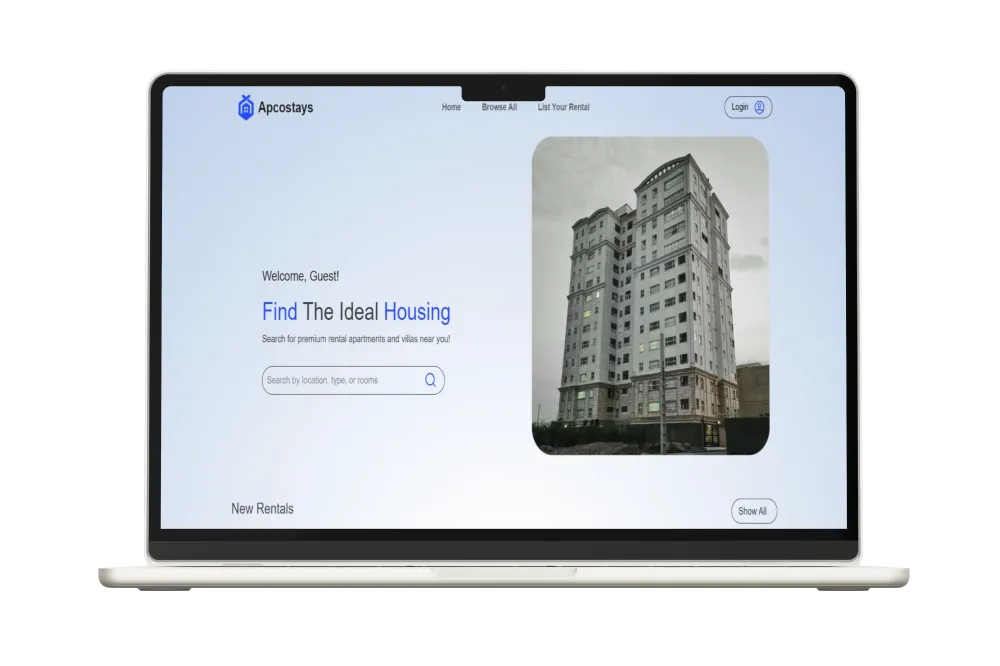 Apcostays
Home
Browse All
List Your Rental
Login
Welcome, Guest!
Find The Ideal Housing
Search for premium rental apartments and villas near you!
Search by location, type, or rooms
New Rentals
Show All